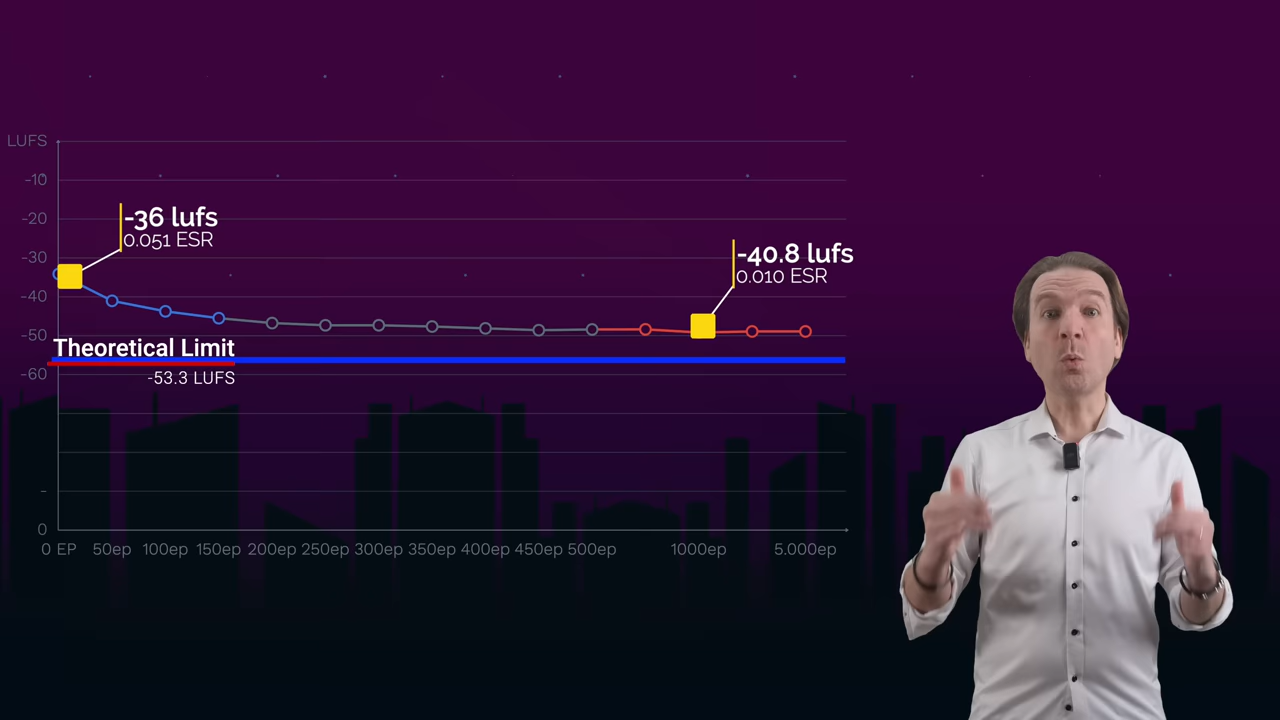 LUFS
-10
-20
-30
-40
-50
-60
-
0
-36 lufs
0.051 ESR
-40.8 lufs
0.010 ESR
Theoretical Limit
-53.3 LUFS
0 EP 50ep 100ep 150ep 200ep 250ep 300ep 350ep 400ep 450ep 500ep 1000ep 5.000ep